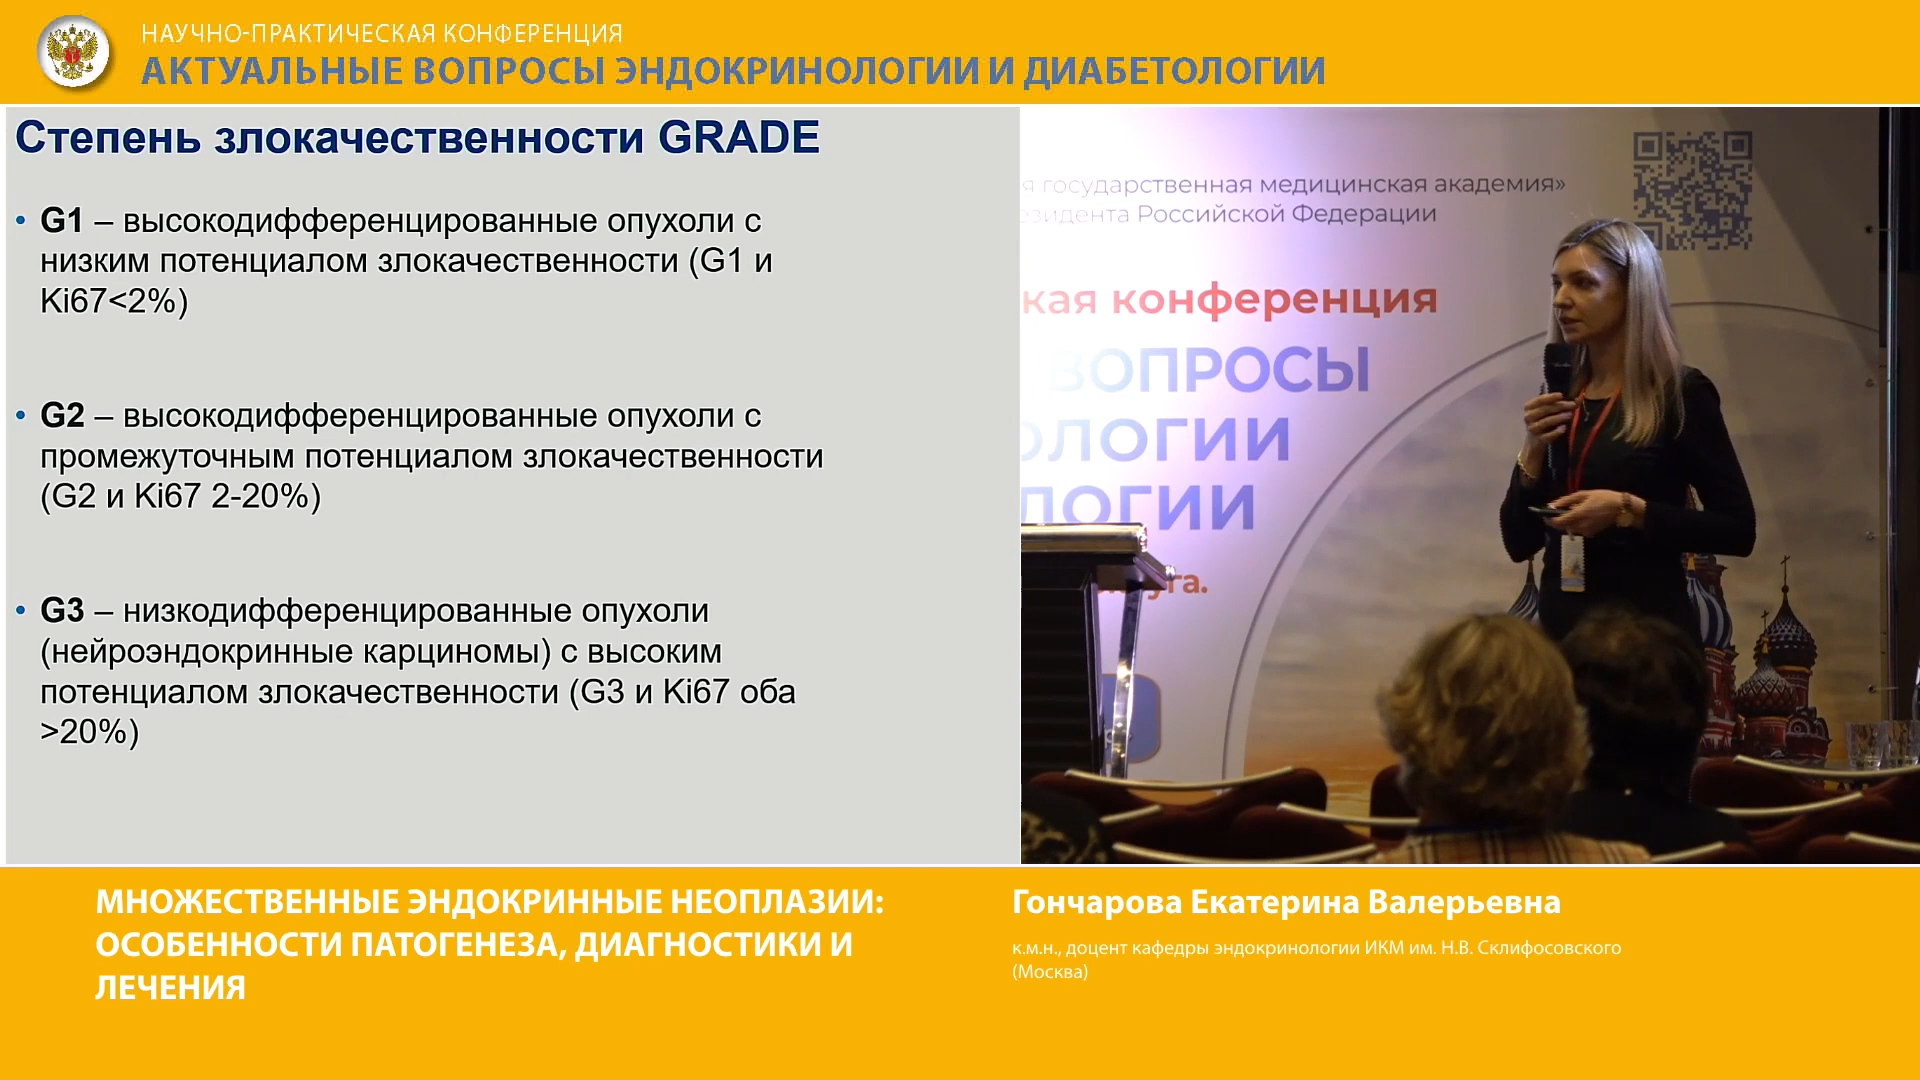 НАУЧНО-ПРАКТИЧЕСКАЯ КОНФЕРЕНЦИЯ
АКТУАЛЬНЫЕ ВОПРОСЫ ЭНДОКРИНОЛОГИИ И ДИАБЕТОЛОГИИ
Степень злокачественности GRADE
• G1 – высокодифференцированные опухоли с
низким потенциалом злокачественности (G1 и
Ki67<2%)
• G2 – высокодифференцированные опухоли с
промежуточным потенциалом злокачественности
(G2 и Ki67 2-20%)
• G3 – низкодифференцированные опухоли
(нейроэндокринные карциномы) с высоким
потенциалом злокачественности (G3 и Ki67 оба
>20%)
я государственная медицинская академия»
езидента Российской Федерации
кая конференция
ВОПРОСЫ
ОЛОГИИ
ЛОГИИ
МНОЖЕСТВЕННЫЕ ЭНДОКРИННЫЕ НЕОПЛАЗИИ:
ОСОБЕННОСТИ ПАТОГЕНЕЗА, ДИАГНОСТИКИ И
ЛЕЧЕНИЯ
Гончарова Екатерина Валерьевна
к.м.н., доцент кафедры эндокринологии ИКМ им. Н.В. Склифосовского
(Москва)